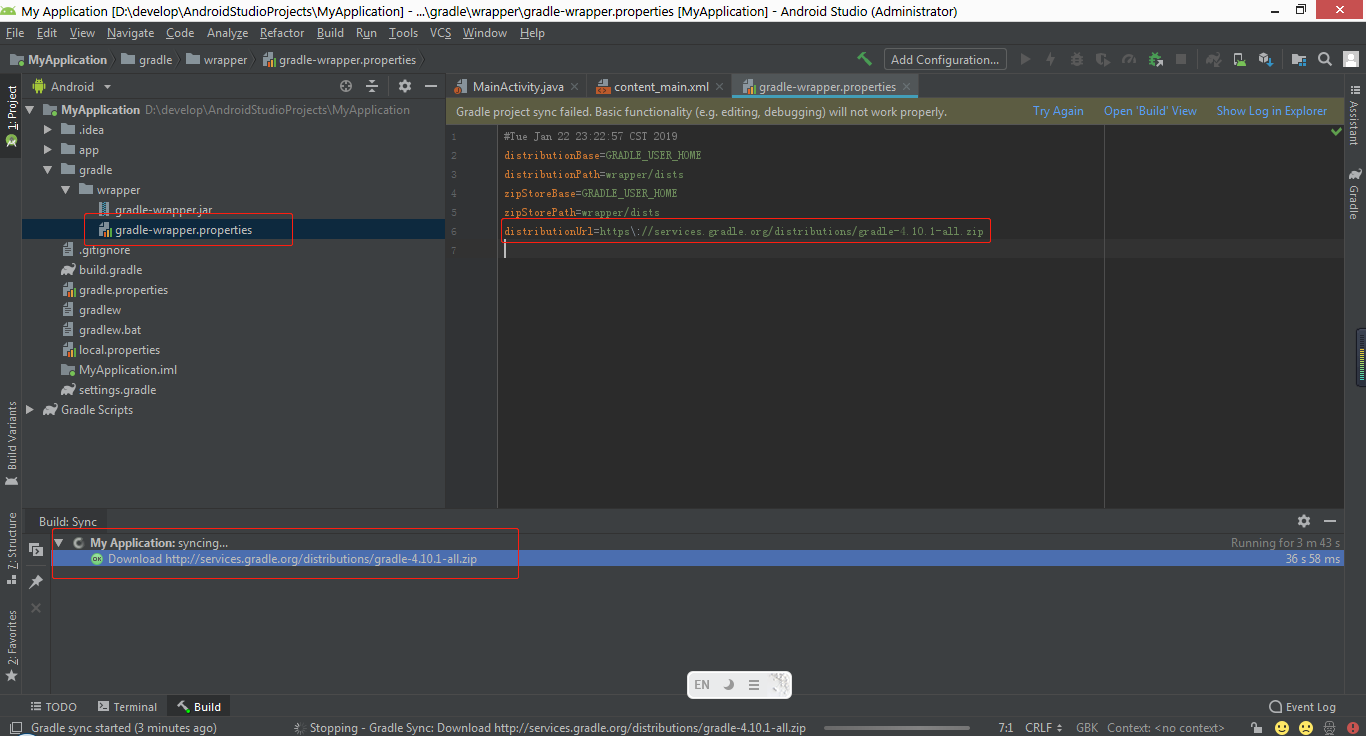 My Application [D:\develop\AndroidStudioProjects\MyApplication] - ...\gradle\wrapper\gradle-wrapper.properties [MyApplication] - Android Studio (Administrator)
File Edit View Navigate Code Analyze Refactor Build Run Tools VCS Window Help
MyApplication gradle wrapper gradle-wrapper.properties Add Configuration...
1: Project
Android
MyApplication D:\develop\AndroidStudioProjects\MyApplication
.idea
app
gradle
wrapper
gradle-wrapper.jar
gradle-wrapper.properties
.gitignore
build.gradle
gradle.properties
gradlew
gradlew.bat
local.properties
MyApplication.iml
settings.gradle
Gradle Scripts
MainActivity.java content_main.xml gradle-wrapper.properties
Gradle project sync failed. Basic functionality (e.g. editing, debugging) will not work properly. Try Again Open 'Build' View Show Log in Explorer
1 #Tue Jan 22 23:22:57 CST 2019
2 distributionBase=GRADLE_USER_HOME
3 distributionPath=wrapper/dists
4 zipStoreBase=GRADLE_USER_HOME
5 zipStorePath=wrapper/dists
6 distributionUrl=https\://services.gradle.org/distributions/gradle-4.10.1-all.zip
7
Assistant
Gradle
Build Variants
7: Structure
2: Favorites
Build: Sync
My Application: syncing... Running for 3 m 43 s
OK Download http://services.gradle.org/distributions/gradle-4.10.1-all.zip 36 s 58 ms
EN
TODO Terminal Build Event Log
Gradle sync started (3 minutes ago) Stopping - Gradle Sync: Download http://services.gradle.org/distributions/gradle-4.10.1-all.zip 7:1 CRLF GBK Context: <no context>